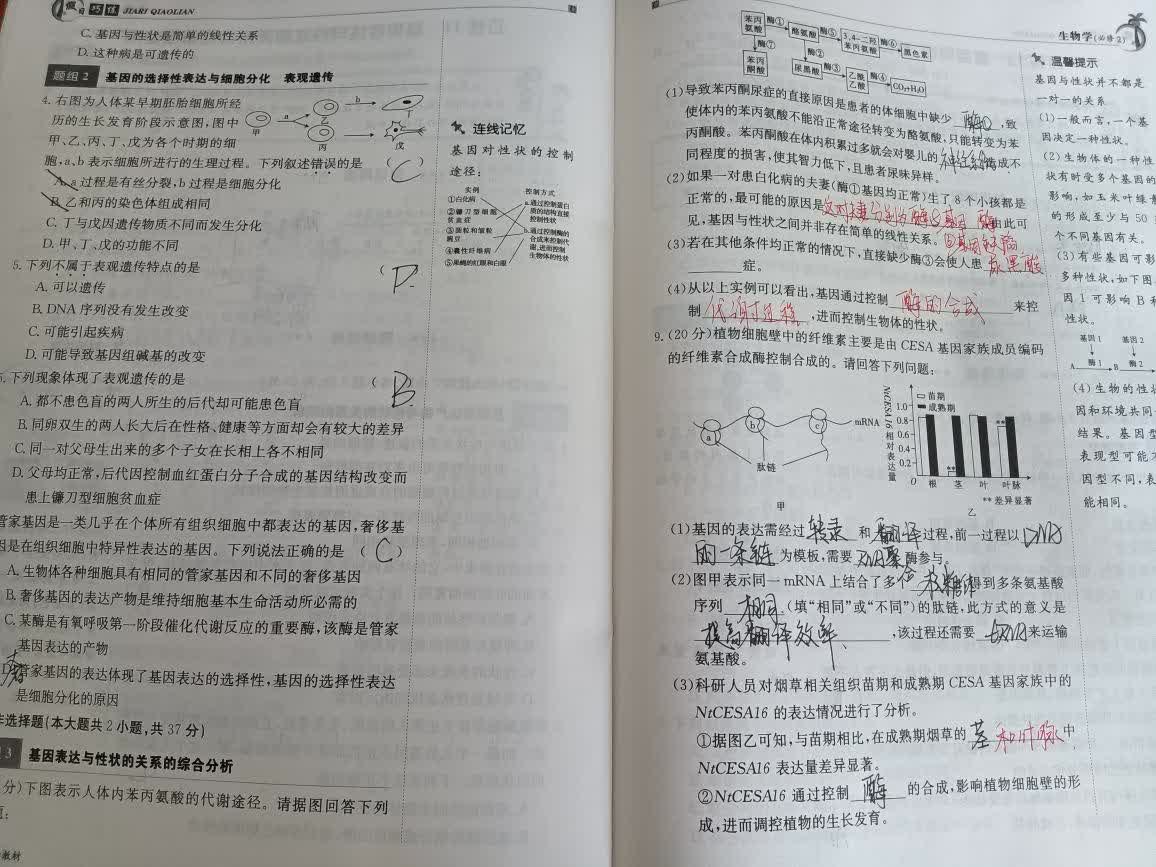 假日巧练 JIARI QIAOLIAN
C. 基因与性状是简单的线性关系
D. 这种病是可遗传的
题组2 基因的选择性表达与细胞分化 表观遗传
4. 右图为人体某早期胚胎细胞所经
历的生长发育阶段示意图,图中
甲、乙、丙、丁、戊为各个时期的细
胞,a、b表示细胞所进行的生理过程。下列叙述错误的是 ( C )
A. a过程是有丝分裂,b过程是细胞分化
B. 乙和丙的染色体组成相同
C. 丁与戊因遗传物质不同而发生分化
D. 甲、丁、戊的功能不同
甲 a 乙 丙 b 丁 戊
5. 下列不属于表观遗传特点的是 ( D )
A. 可以遗传
B. DNA序列没有发生改变
C. 可能引起疾病
D. 可能导致基因组碱基的改变
6. 下列现象体现了表观遗传的是 ( B )
A. 都不患色盲的两人所生的后代却可能患色盲
B. 同卵双生的两人长大后在性格、健康等方面却会有较大的差异
C. 同一对父母生出来的多个子女在长相上各不相同
D. 父母均正常,后代因控制血红蛋白分子合成的基因结构改变而
患上镰刀型细胞贫血症
管家基因是一类几乎在个体所有组织细胞中都表达的基因,奢侈基
因是在组织细胞中特异性表达的基因。下列说法正确的是 ( C )
A. 生物体各种细胞具有相同的管家基因和不同的奢侈基因
B. 奢侈基因的表达产物是维持细胞基本生命活动所必需的
C. 某酶是有氧呼吸第一阶段催化代谢反应的重要酶,该酶是管家
基因表达的产物
D. 管家基因的表达体现了基因表达的选择性,基因的选择性表达
是细胞分化的原因
非选择题(本大题共2小题,共37分)
3 基因表达与性状的关系的综合分析
分)下图表示人体内苯丙氨酸的代谢途径。请据图回答下列
教材
连线记忆
基因对性状的控制
途径:
实例 控制方式
①白化病
②镰刀型细胞
贫血症
③圆粒和皱粒
豌豆
④囊性纤维病
⑤果蝇的红眼和白眼
a. 通过控制蛋白
质的结构直接
控制性状
b. 通过控制酶的
合成来控制代
谢,进而控制
生物体的性状
生物学(必修2)
苯丙氨酸 酶① 酪氨酸 酶⑤ 3,4-二羟苯丙氨酸 酶⑥ 黑色素
酶⑦ 苯丙酮酸 酶② 尿黑酸 酶③ 乙酰乙酸 酶④ CO₂+H₂O
(1)导致苯丙酮尿症的直接原因是患者的体细胞中缺少 酶① ,致
使体内的苯丙氨酸不能沿正常途径转变为酪氨酸,只能转变为苯
丙酮酸。苯丙酮酸在体内积累过多就会对婴儿的 神经系统 造成不
同程度的损害,使其智力低下,且患者尿味异样。
(2)如果一对患白化病的夫妻(酶①基因均正常)生了8个小孩都是
正常的,最可能的原因是 由此可
见,基因与性状之间并非存在简单的线性关系。
(3)若在其他条件均正常的情况下,直接缺少酶③会使人患 尿黑酸
症。
(4)从以上实例可以看出,基因通过控制 酶的合成 来控
制 代谢过程 ,进而控制生物体的性状。
9. (20分)植物细胞壁中的纤维素主要是由CESA基因家族成员编码
的纤维素合成酶控制合成的。请回答下列问题:
a b c mRNA
肽链
甲
NtCESA16相对表达量
苗期
成熟期
1.0
0.8
0.6
0.4
0.2
O 根 茎 叶 叶脉
** **
**差异显著
乙
(1)基因的表达需经过 转录 和 翻译 过程,前一过程以 DNA
的一条链 为模板,需要 RNA聚合 酶参与。
(2)图甲表示同一mRNA上结合了多个 核糖体 得到多条氨基酸
序列 相同 (填“相同”或“不同”)的肽链,此方式的意义是
提高翻译效率 ,该过程还需要 tRNA 来运输
氨基酸。
(3)科研人员对烟草相关组织苗期和成熟期CESA基因家族中的
NtCESA16的表达情况进行了分析。
①据图乙可知,与苗期相比,在成熟期烟草的 茎 和叶脉 中
NtCESA16表达量差异显著。
②NtCESA16通过控制 酶 的合成,影响植物细胞壁的形
成,进而调控植物的生长发育。
温馨提示
基因与性状并不都是
一对一的关系
(1)一般而言,一个基
因决定一种性状。
(2)生物体的一种性
状有时受多个基因的
影响,如玉米叶绿
的形成至少与50
个不同基因有关。
(3)有些基因可影
多种性状,如下图
因1可影响B和
性状。
基因1 基因2
酶1 酶2
A B
(4)生物的性状
因和环境共同
结果。基因型
表现型可能不
因型不同,表
能相同。